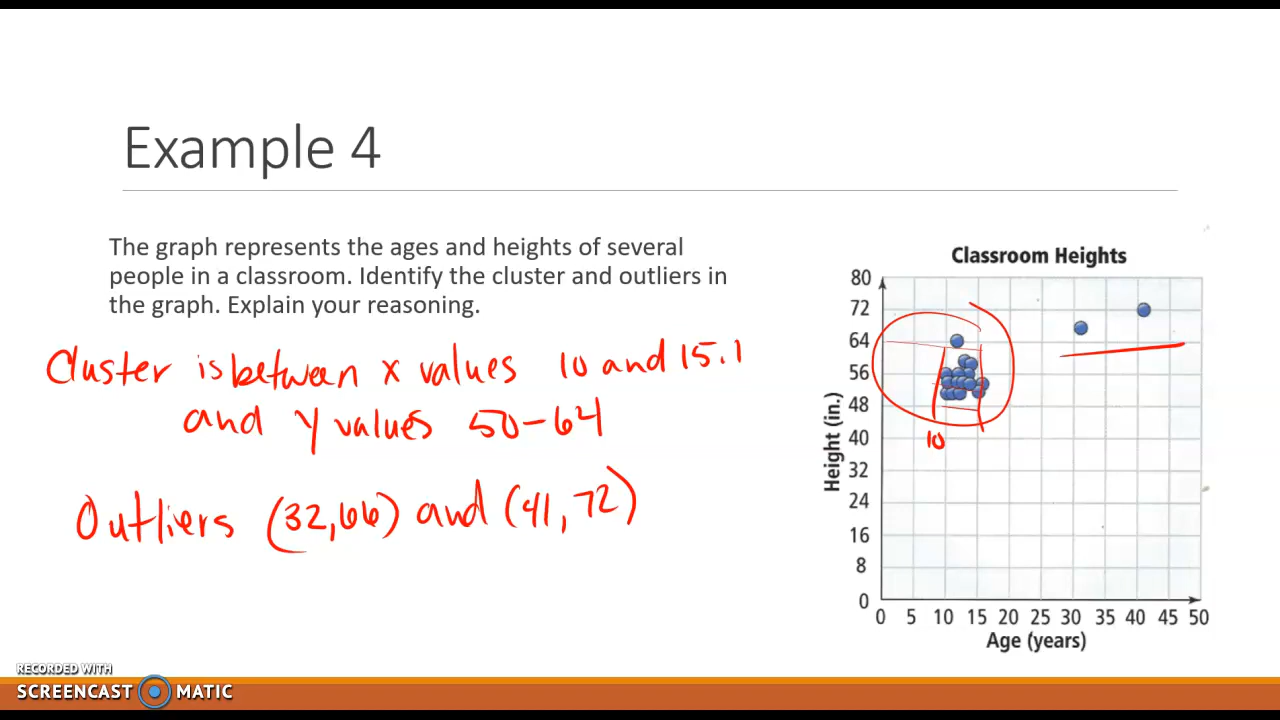 Example 4
The graph represents the ages and heights of several
people in a classroom. Identify the cluster and outliers in
the graph. Explain your reasoning.
Cluster is between x values 10 and 15.1
and y values 50-64
Outliers (32,66) and (41,72)
Classroom Heights
80
72
64
56
48
40
32
24
16
8
0
Height (in.)
10
0 5 10 15 20 25 30 35 40 45 50
Age (years)
RECORDED WITH
SCREENCAST MATIC